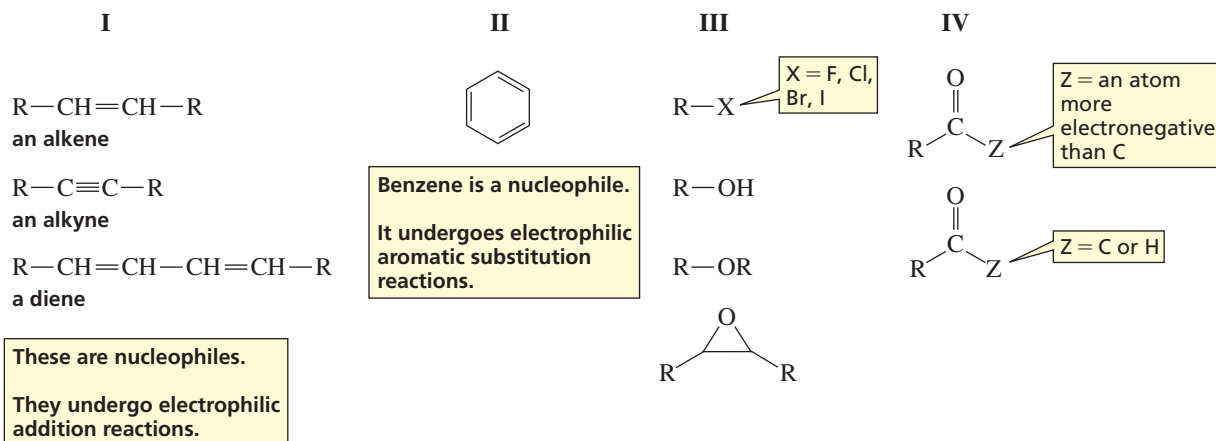 I
R—CH=CH—R
an alkene
R—C≡C—R
an alkyne
R—CH=CH—CH=CH—R
a diene
These are nucleophiles.
They undergo electrophilic
addition reactions.
II
Benzene is a nucleophile.
It undergoes electrophilic
aromatic substitution
reactions.
III
X = F, Cl,
Br, I
R—X
R—OH
R—OR
O
R R
IV
O
C
R Z
Z = an atom
more
electronegative
than C
O
C
R Z
Z = C or H